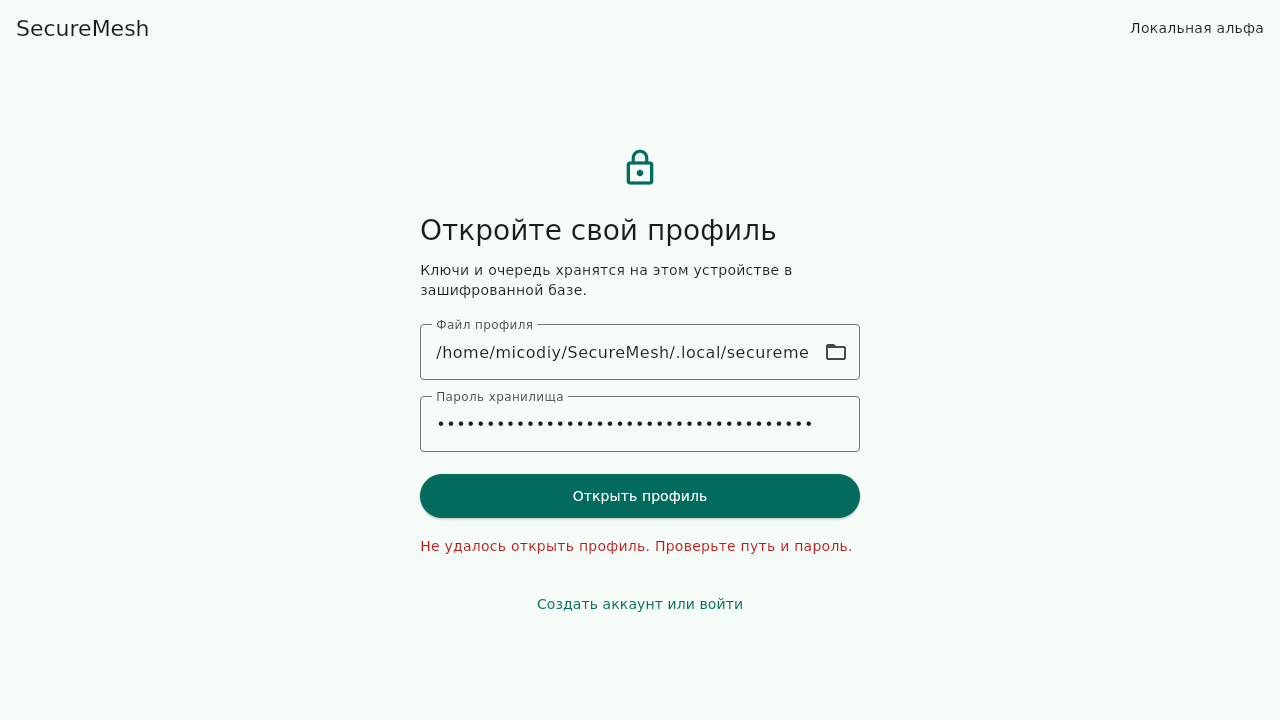 SecureMesh
Локальная альфа
Откройте свой профиль
Ключи и очередь хранятся на этом устройстве в
зашифрованной базе.
Файл профиля
/home/micodiy/SecureMesh/.local/secureme
Пароль хранилища
••••••••••••••••••••••••••••••••••••••
Открыть профиль
Не удалось открыть профиль. Проверьте путь и пароль.
Создать аккаунт или войти